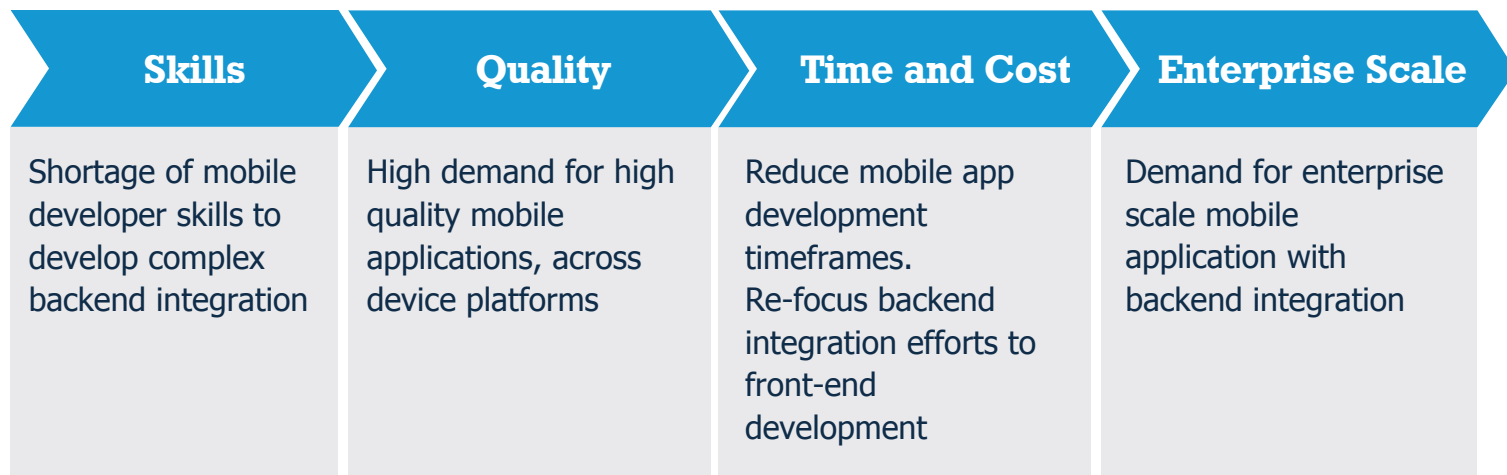 Skills
Shortage of mobile
developer skills to
develop complex
backend integration
Quality
High demand for high
quality mobile
applications, across
device platforms
Time and Cost
Reduce mobile app
development
timeframes.
Re-focus backend
integration efforts to
front-end
development
Enterprise Scale
Demand for enterprise
scale mobile
application with
backend integration